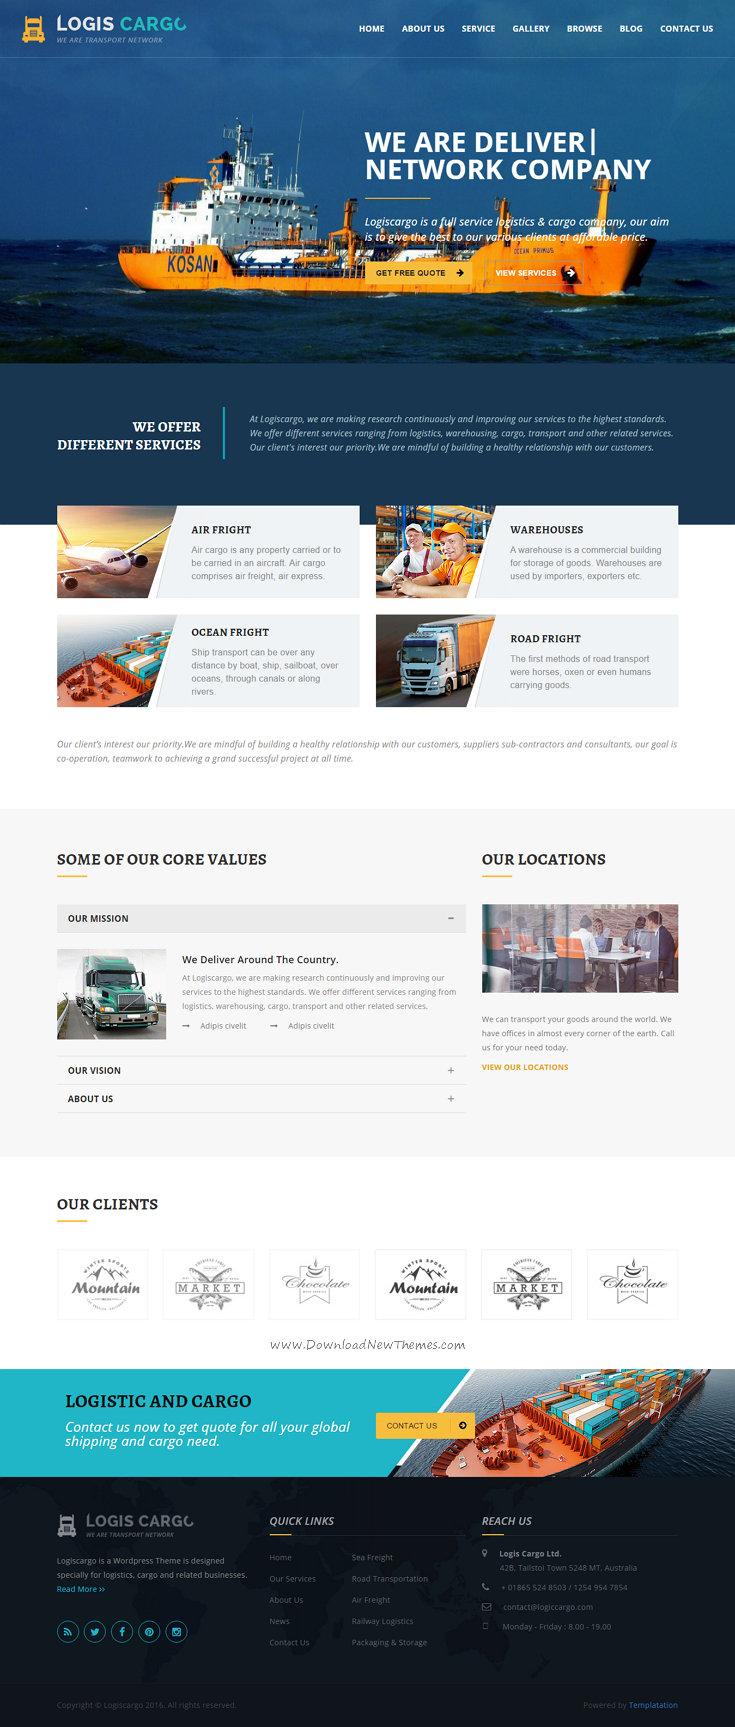 LOGIS CARGO
WE ARE TRANSPORT NETWORK
HOME ABOUT US SERVICE GALLERY BROWSE BLOG CONTACT US
WE ARE DELIVER|
NETWORK COMPANY
Logiscargo is a full service logistics & cargo company, our aim
is to give the best to our various clients at affordable price.
KOSAN
OCEAN PRIMUS
GET FREE QUOTE
VIEW SERVICES
WE OFFER
DIFFERENT SERVICES
At Logiscargo, we are making research continuously and improving our services to the highest standards.
We offer different services ranging from logistics, warehousing, cargo, transport and other related services.
Our client's interest our priority.We are mindful of building a healthy relationship with our customers.
AIR FRIGHT
Air cargo is any property carried or to
be carried in an aircraft. Air cargo
comprises air freight, air express.
WAREHOUSES
A warehouse is a commercial building
for storage of goods. Warehouses are
used by importers, exporters etc.
OCEAN FRIGHT
Ship transport can be over any
distance by boat, ship, sailboat, over
oceans, through canals or along
rivers.
ROAD FRIGHT
The first methods of road transport
were horses, oxen or even humans
carrying goods.
Our client's interest our priority.We are mindful of building a healthy relationship with our customers, suppliers sub-contractors and consultants, our goal is
co-operation, teamwork to achieving a grand successful project at all time.
SOME OF OUR CORE VALUES
OUR MISSION
We Deliver Around The Country.
At Logiscargo, we are making research continuously and improving our
services to the highest standards. We offer different services ranging from
logistics, warehousing, cargo, transport and other related services.
Adipis civelit Adipis civelit
OUR VISION
ABOUT US
OUR LOCATIONS
We can transport your goods around the world. We
have offices in almost every corner of the earth. Call
us for your need today.
VIEW OUR LOCATIONS
OUR CLIENTS
WINTER SPORTS
Mountain
MARKET
Chocolate
WINTER SPORTS
Mountain
MARKET
Chocolate
www.DownloadNewThemes.com
LOGISTIC AND CARGO
Contact us now to get quote for all your global
shipping and cargo need.
CONTACT US
LOGIS CARGO
WE ARE TRANSPORT NETWORK
Logiscargo is a Wordpress Theme is designed
specially for logistics, cargo and related businesses.
Read More >>
QUICK LINKS
Home Sea Freight
Our Services Road Transportation
About Us Air Freight
News Railway Logistics
Contact Us Packaging & Storage
REACH US
Logis Cargo Ltd.
42B, Tailstoi Town 5248 MT, Australia
+ 01865 524 8503 / 1254 954 7854
contact@logiccargo.com
Monday - Friday : 8.00 - 19.00
Copyright © Logiscargo 2016. All rights reserved.
Powered by Templatation